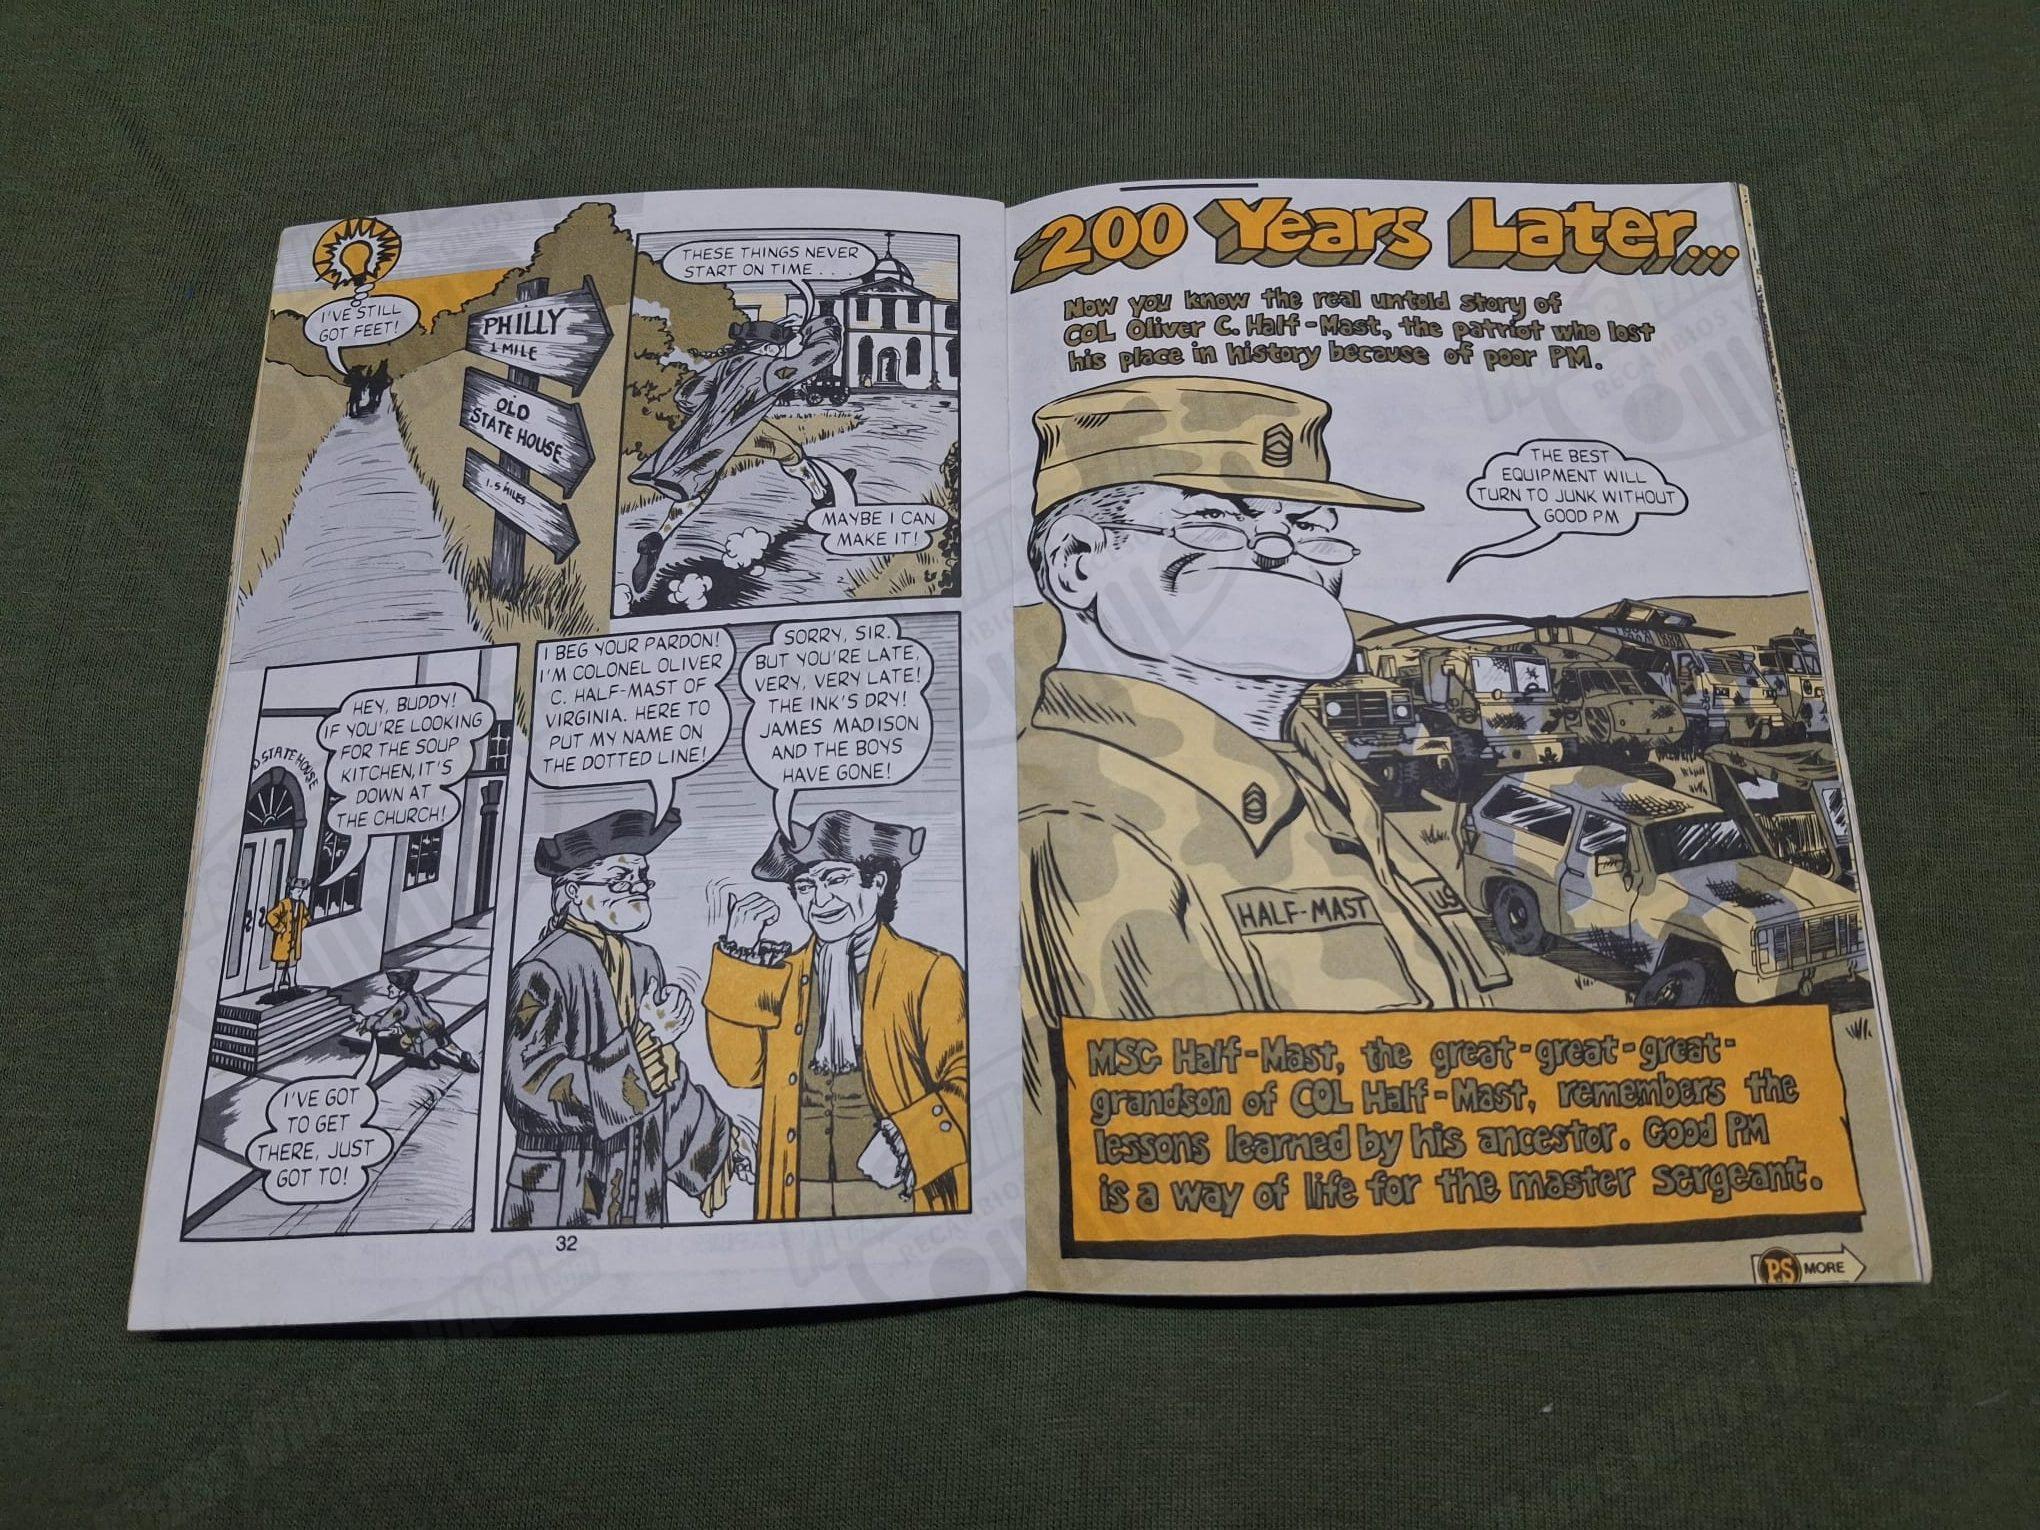 I'VE STILL
GOT FEET!
PHILLY
1 MILE
OLD
STATE HOUSE
1.5 MILES
THESE THINGS NEVER
START ON TIME . . .
MAYBE I CAN
MAKE IT!
HEY, BUDDY!
IF YOU'RE LOOKING
FOR THE SOUP
KITCHEN, IT'S
DOWN AT
THE CHURCH!
D STATE HOUSE
I'VE GOT
TO GET
THERE, JUST
GOT TO!
I BEG YOUR PARDON!
I'M COLONEL OLIVER
C. HALF-MAST OF
VIRGINIA. HERE TO
PUT MY NAME ON
THE DOTTED LINE!
SORRY, SIR.
BUT YOU'RE LATE,
VERY, VERY LATE!
THE INK'S DRY!
JAMES MADISON
AND THE BOYS
HAVE GONE!
32
200 Years Later...
Now you know the real untold story of
COL Oliver C. Half-Mast, the patriot who lost
his place in history because of poor PM.
THE BEST
EQUIPMENT WILL
TURN TO JUNK WITHOUT
GOOD PM
HALF-MAST
U.S
MSG Half-Mast, the great-great-great-
grandson of COL Half-Mast, remembers the
lessons learned by his ancestor. Good PM
is a way of life for the master sergeant.
PS MORE